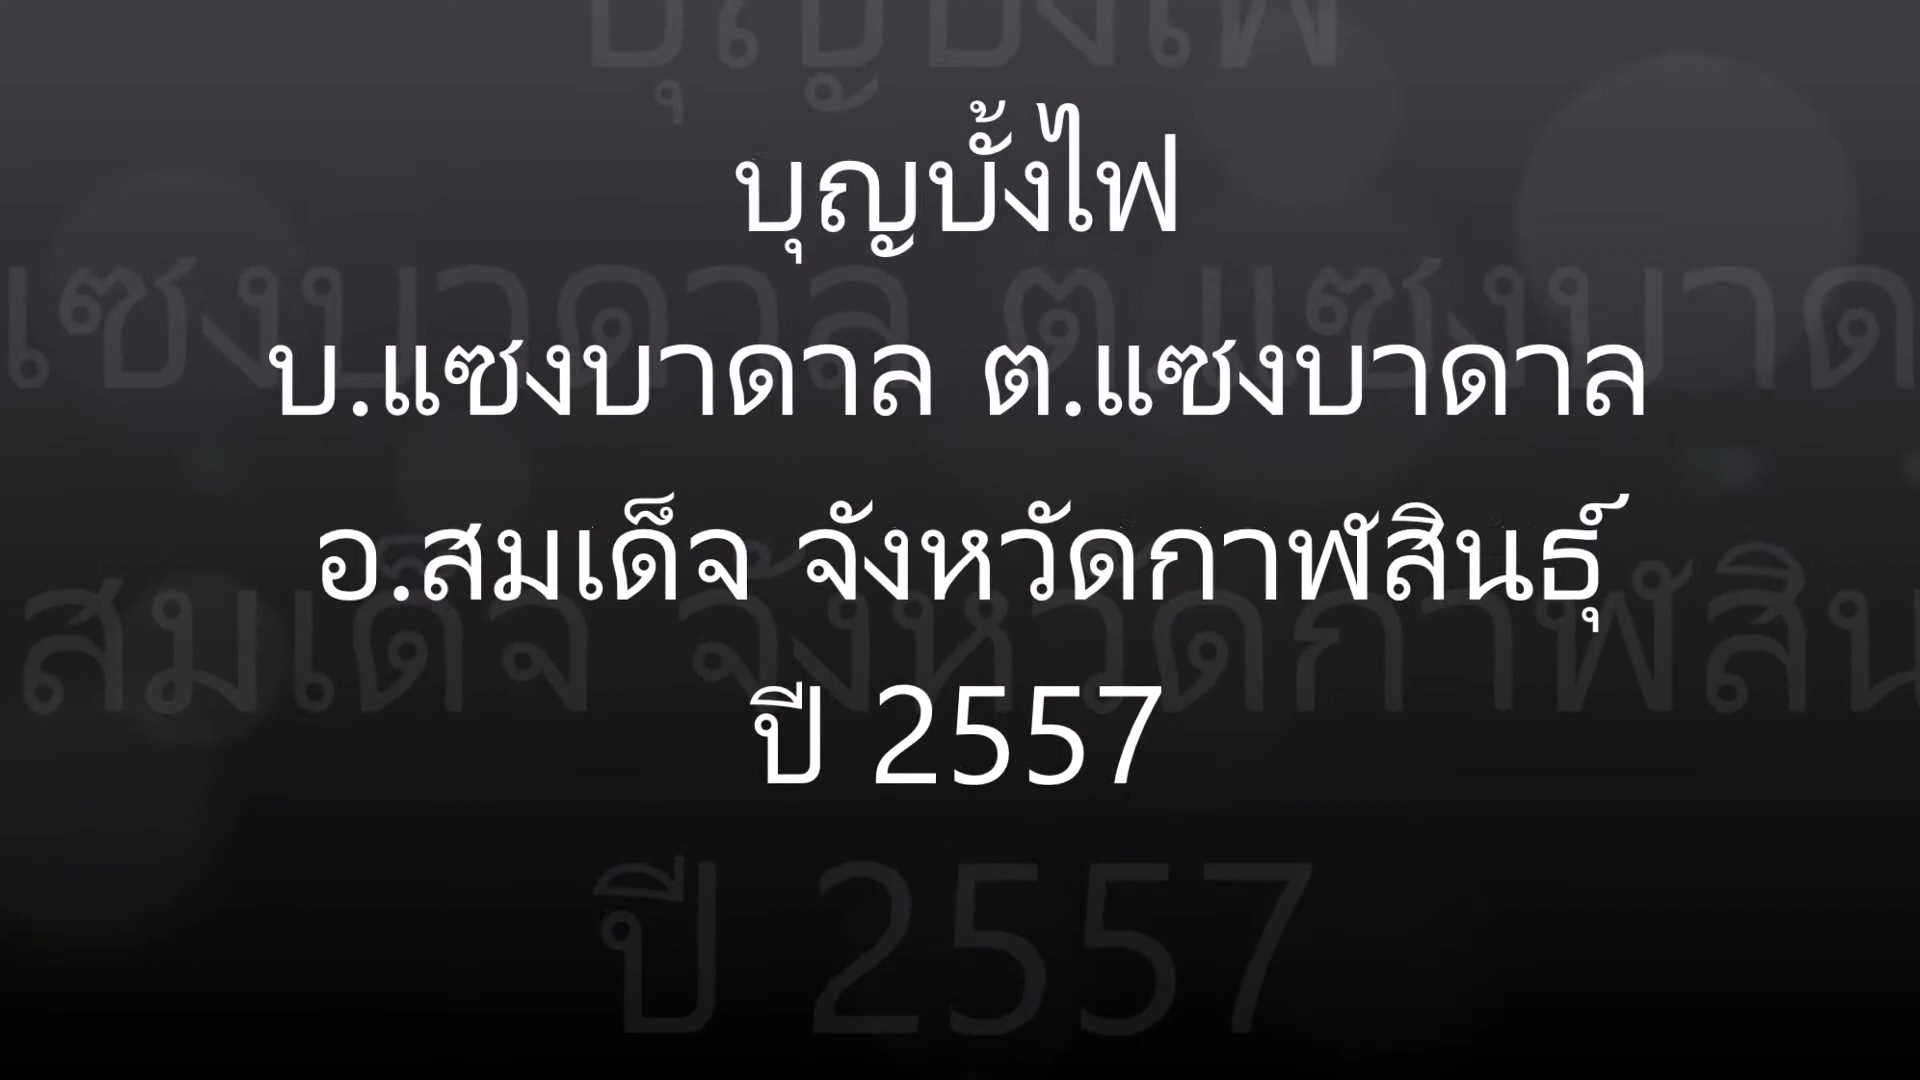 บุญบั้งไฟ
บ.แซงบาดาล ต.แซงบาดาล
อ.สมเด็จ จังหวัดกาฬสินธุ์
ปี 2557